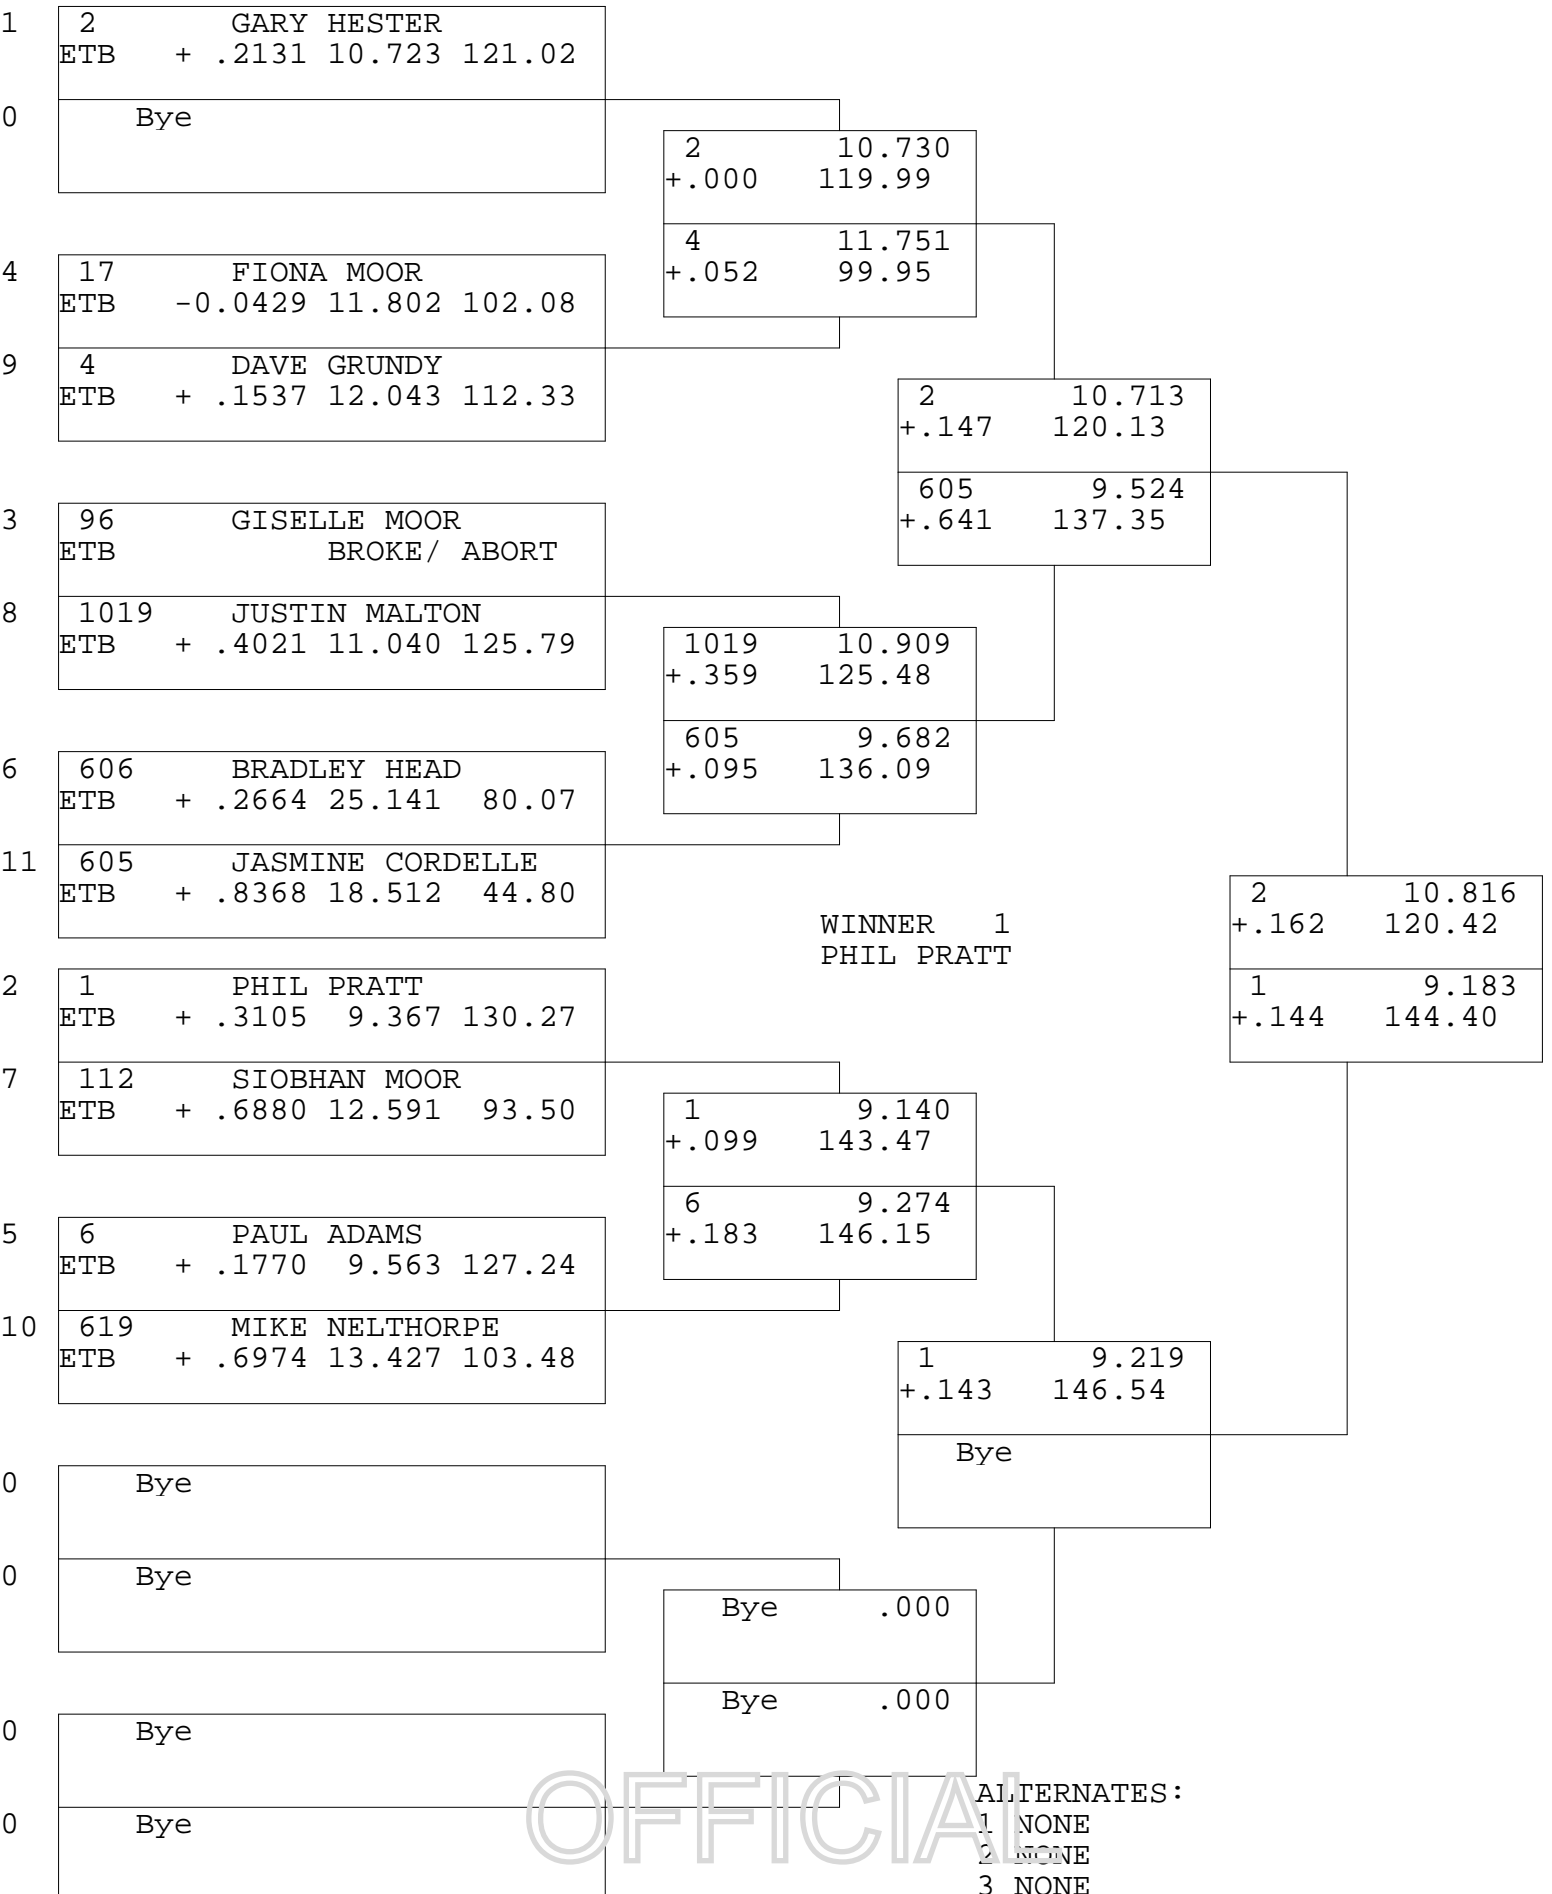 1 2 GARY HESTER
ETB + .2131 10.723 121.02
0 Bye
2 10.730
+.000 119.99
4 11.751
+.052 99.95
4 17 FIONA MOOR
ETB -0.0429 11.802 102.08
9 4 DAVE GRUNDY
ETB + .1537 12.043 112.33
2 10.713
+.147 120.13
605 9.524
+.641 137.35
3 96 GISELLE MOOR
ETB BROKE/ ABORT
8 1019 JUSTIN MALTON
ETB + .4021 11.040 125.79
1019 10.909
+.359 125.48
605 9.682
+.095 136.09
6 606 BRADLEY HEAD
ETB + .2664 25.141 80.07
11 605 JASMINE CORDELLE
ETB + .8368 18.512 44.80
WINNER 1
PHIL PRATT
2 10.816
+.162 120.42
1 9.183
+.144 144.40
2 1 PHIL PRATT
ETB + .3105 9.367 130.27
7 112 SIOBHAN MOOR
ETB + .6880 12.591 93.50
1 9.140
+.099 143.47
6 9.274
+.183 146.15
5 6 PAUL ADAMS
ETB + .1770 9.563 127.24
10 619 MIKE NELTHORPE
ETB + .6974 13.427 103.48
1 9.219
+.143 146.54
Bye
0 Bye
0 Bye
Bye .000
Bye .000
0 Bye
0 Bye
OFFICIAL
ALTERNATES:
1 NONE
2 NONE
3 NONE